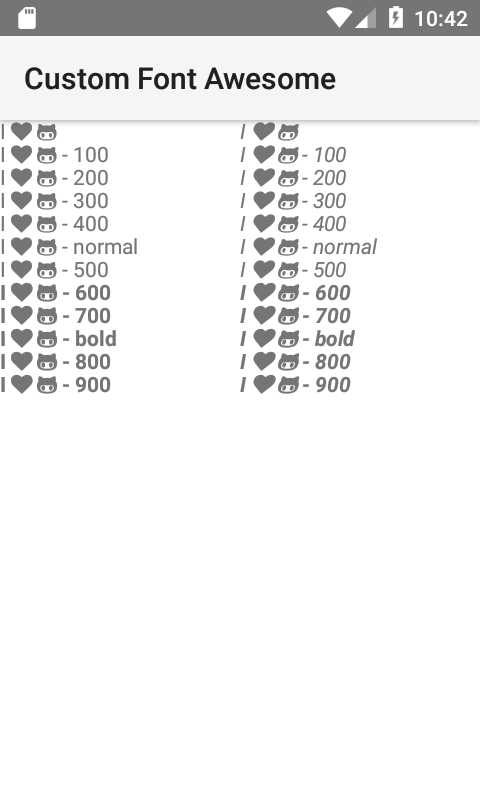 10:42
Custom Font Awesome
I ♥ I ♥
I ♥ - 100 I ♥ - 100
I ♥ - 200 I ♥ - 200
I ♥ - 300 I ♥ - 300
I ♥ - 400 I ♥ - 400
I ♥ - normal I ♥ - normal
I ♥ - 500 I ♥ - 500
I ♥ - 600 I ♥ - 600
I ♥ - 700 I ♥ - 700
I ♥ - bold I ♥ - bold
I ♥ - 800 I ♥ - 800
I ♥ - 900 I ♥ - 900